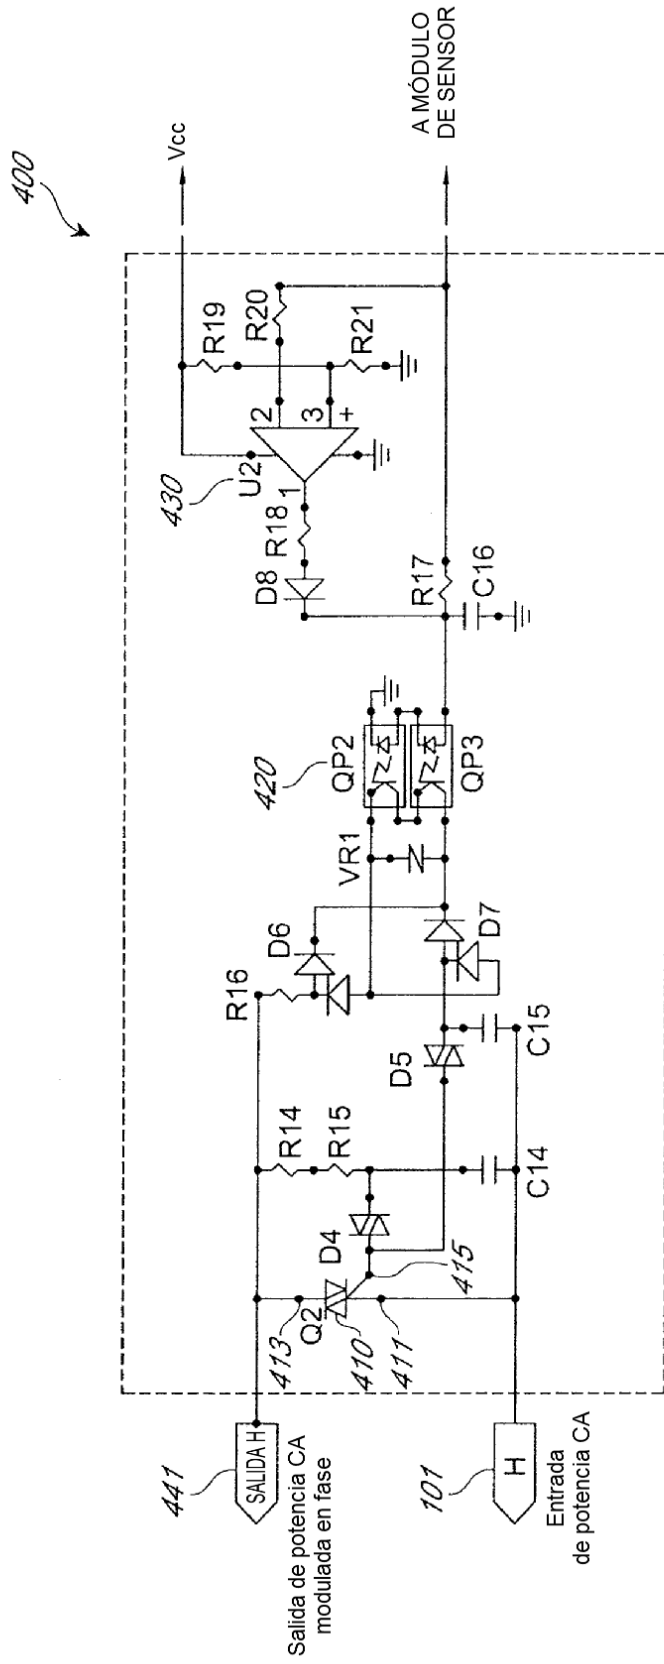 400
Vcc
A MÓDULO
DE SENSOR
R19
R20
R21
2
3
+
430
U2
1
R18
D8
R17
C16
420
QP2
QP3
VR1
D6
D7
R16
D5
C15
R14
R15
C14
D4
415
Q2
413
410
411
441
SALIDA H
Salida de potencia CA
modulada en fase
101
H
Entrada
de potencia CA